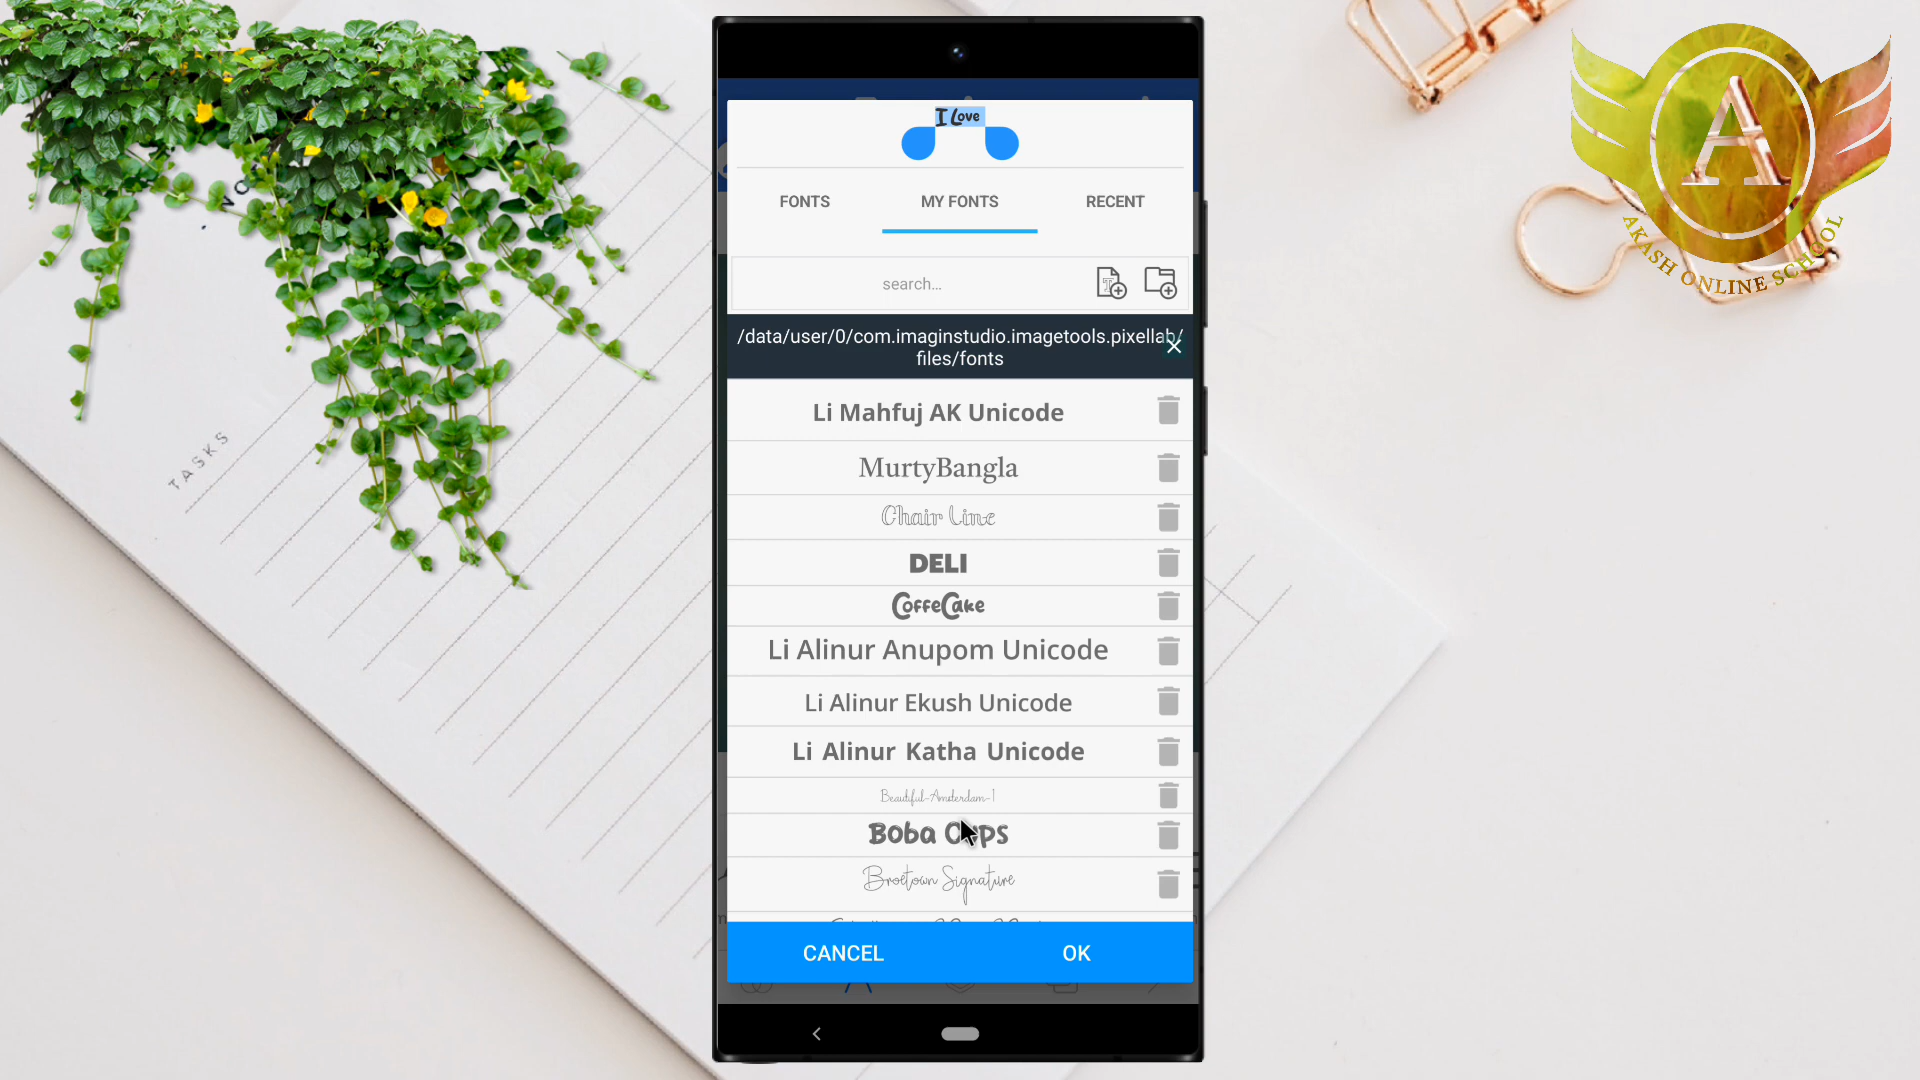 I Love
FONTS
MY FONTS
RECENT
search...
/data/user/0/com.imaginstudio.imagetools.pixellab/
files/fonts
Li Mahfuj AK Unicode
MurtyBangla
Chair Line
DELI
CoffeCake
Li Alinur Anupom Unicode
Li Alinur Ekush Unicode
Li Alinur Katha Unicode
Beautiful-Amsterdam-1
Boba Cups
Broetown Signature
CANCEL
OK
TASKS
A
AKASH ONLINE SCHOOL